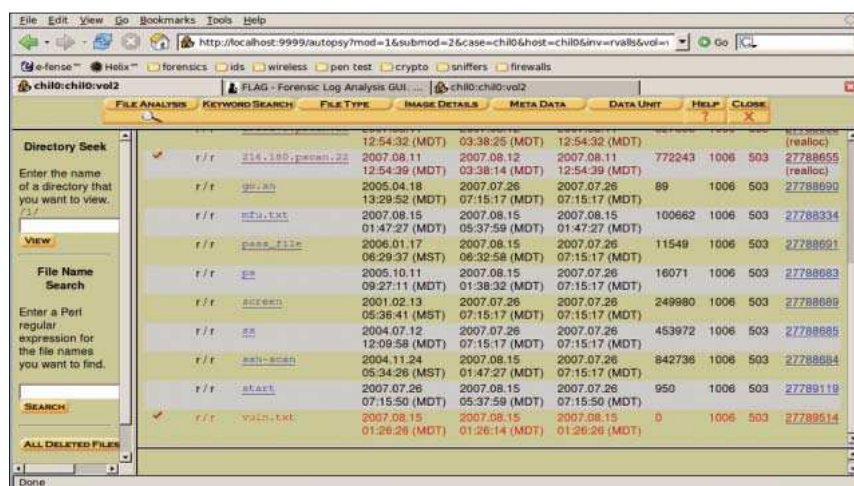 File Edit View Go Bookmarks Tools Help
http://localhost:9999/autopsy?mod=1&submod=2&case=chil0&host=chil0&inv=rvalls&vol=
Go
e-fense™ Helix™ forensics ids wireless pen test crypto sniffers firewalls
chil0:chil0:vol2 FLAG - Forensic Log Analysis GUI. ... chil0:chil0:vol2
FILE ANALYSIS KEYWORD SEARCH FILE TYPE IMAGE DETAILS META DATA DATA UNIT HELP CLOSE
? X
Directory Seek
Enter the name
of a directory that
you want to view.
/1/
VIEW
File Name
Search
Enter a Perl
regular
expression for
the file names
you want to find.
SEARCH
ALL DELETED FILES
12:54:32 (MDT) 03:38:25 (MDT) 12:54:32 (MDT) (realloc)
r/r 214.180.pscan.22 2007.08.11 2007.08.12 2007.08.11 772243 1006 503 27788655
12:54:39 (MDT) 03:38:14 (MDT) 12:54:39 (MDT) (realloc)
r/r go.sh 2005.04.18 2007.07.26 2007.07.26 89 1006 503 27788690
13:29:52 (MDT) 07:15:17 (MDT) 07:15:17 (MDT)
r/r mfu.txt 2007.08.15 2007.08.15 2007.08.15 100662 1006 503 27788334
01:47:27 (MDT) 05:37:59 (MDT) 01:47:27 (MDT)
r/r pass_file 2006.01.17 2007.08.15 2007.07.26 11549 1006 503 27788691
06:29:37 (MST) 06:32:58 (MDT) 07:15:17 (MDT)
r/r ps 2005.10.11 2007.08.15 2007.07.26 16071 1006 503 27788683
09:27:11 (MDT) 01:38:32 (MDT) 07:15:17 (MDT)
r/r screen 2001.02.13 2007.07.26 2007.07.26 249980 1006 503 27788689
05:36:41 (MST) 07:15:17 (MDT) 07:15:17 (MDT)
r/r ss 2004.07.12 2007.07.26 2007.07.26 453972 1006 503 27788685
12:09:58 (MDT) 07:15:17 (MDT) 07:15:17 (MDT)
r/r ssh-scan 2004.11.24 2007.08.15 2007.07.26 842736 1006 503 27788684
05:34:26 (MST) 01:47:27 (MDT) 07:15:17 (MDT)
r/r start 2007.07.26 2007.08.15 2007.07.26 950 1006 503 27789119
07:15:50 (MDT) 05:37:59 (MDT) 07:15:50 (MDT)
r/r vuln.txt 2007.08.15 2007.08.15 2007.08.15 0 1006 503 27789514
01:26:26 (MDT) 01:26:14 (MDT) 01:26:26 (MDT)
Done